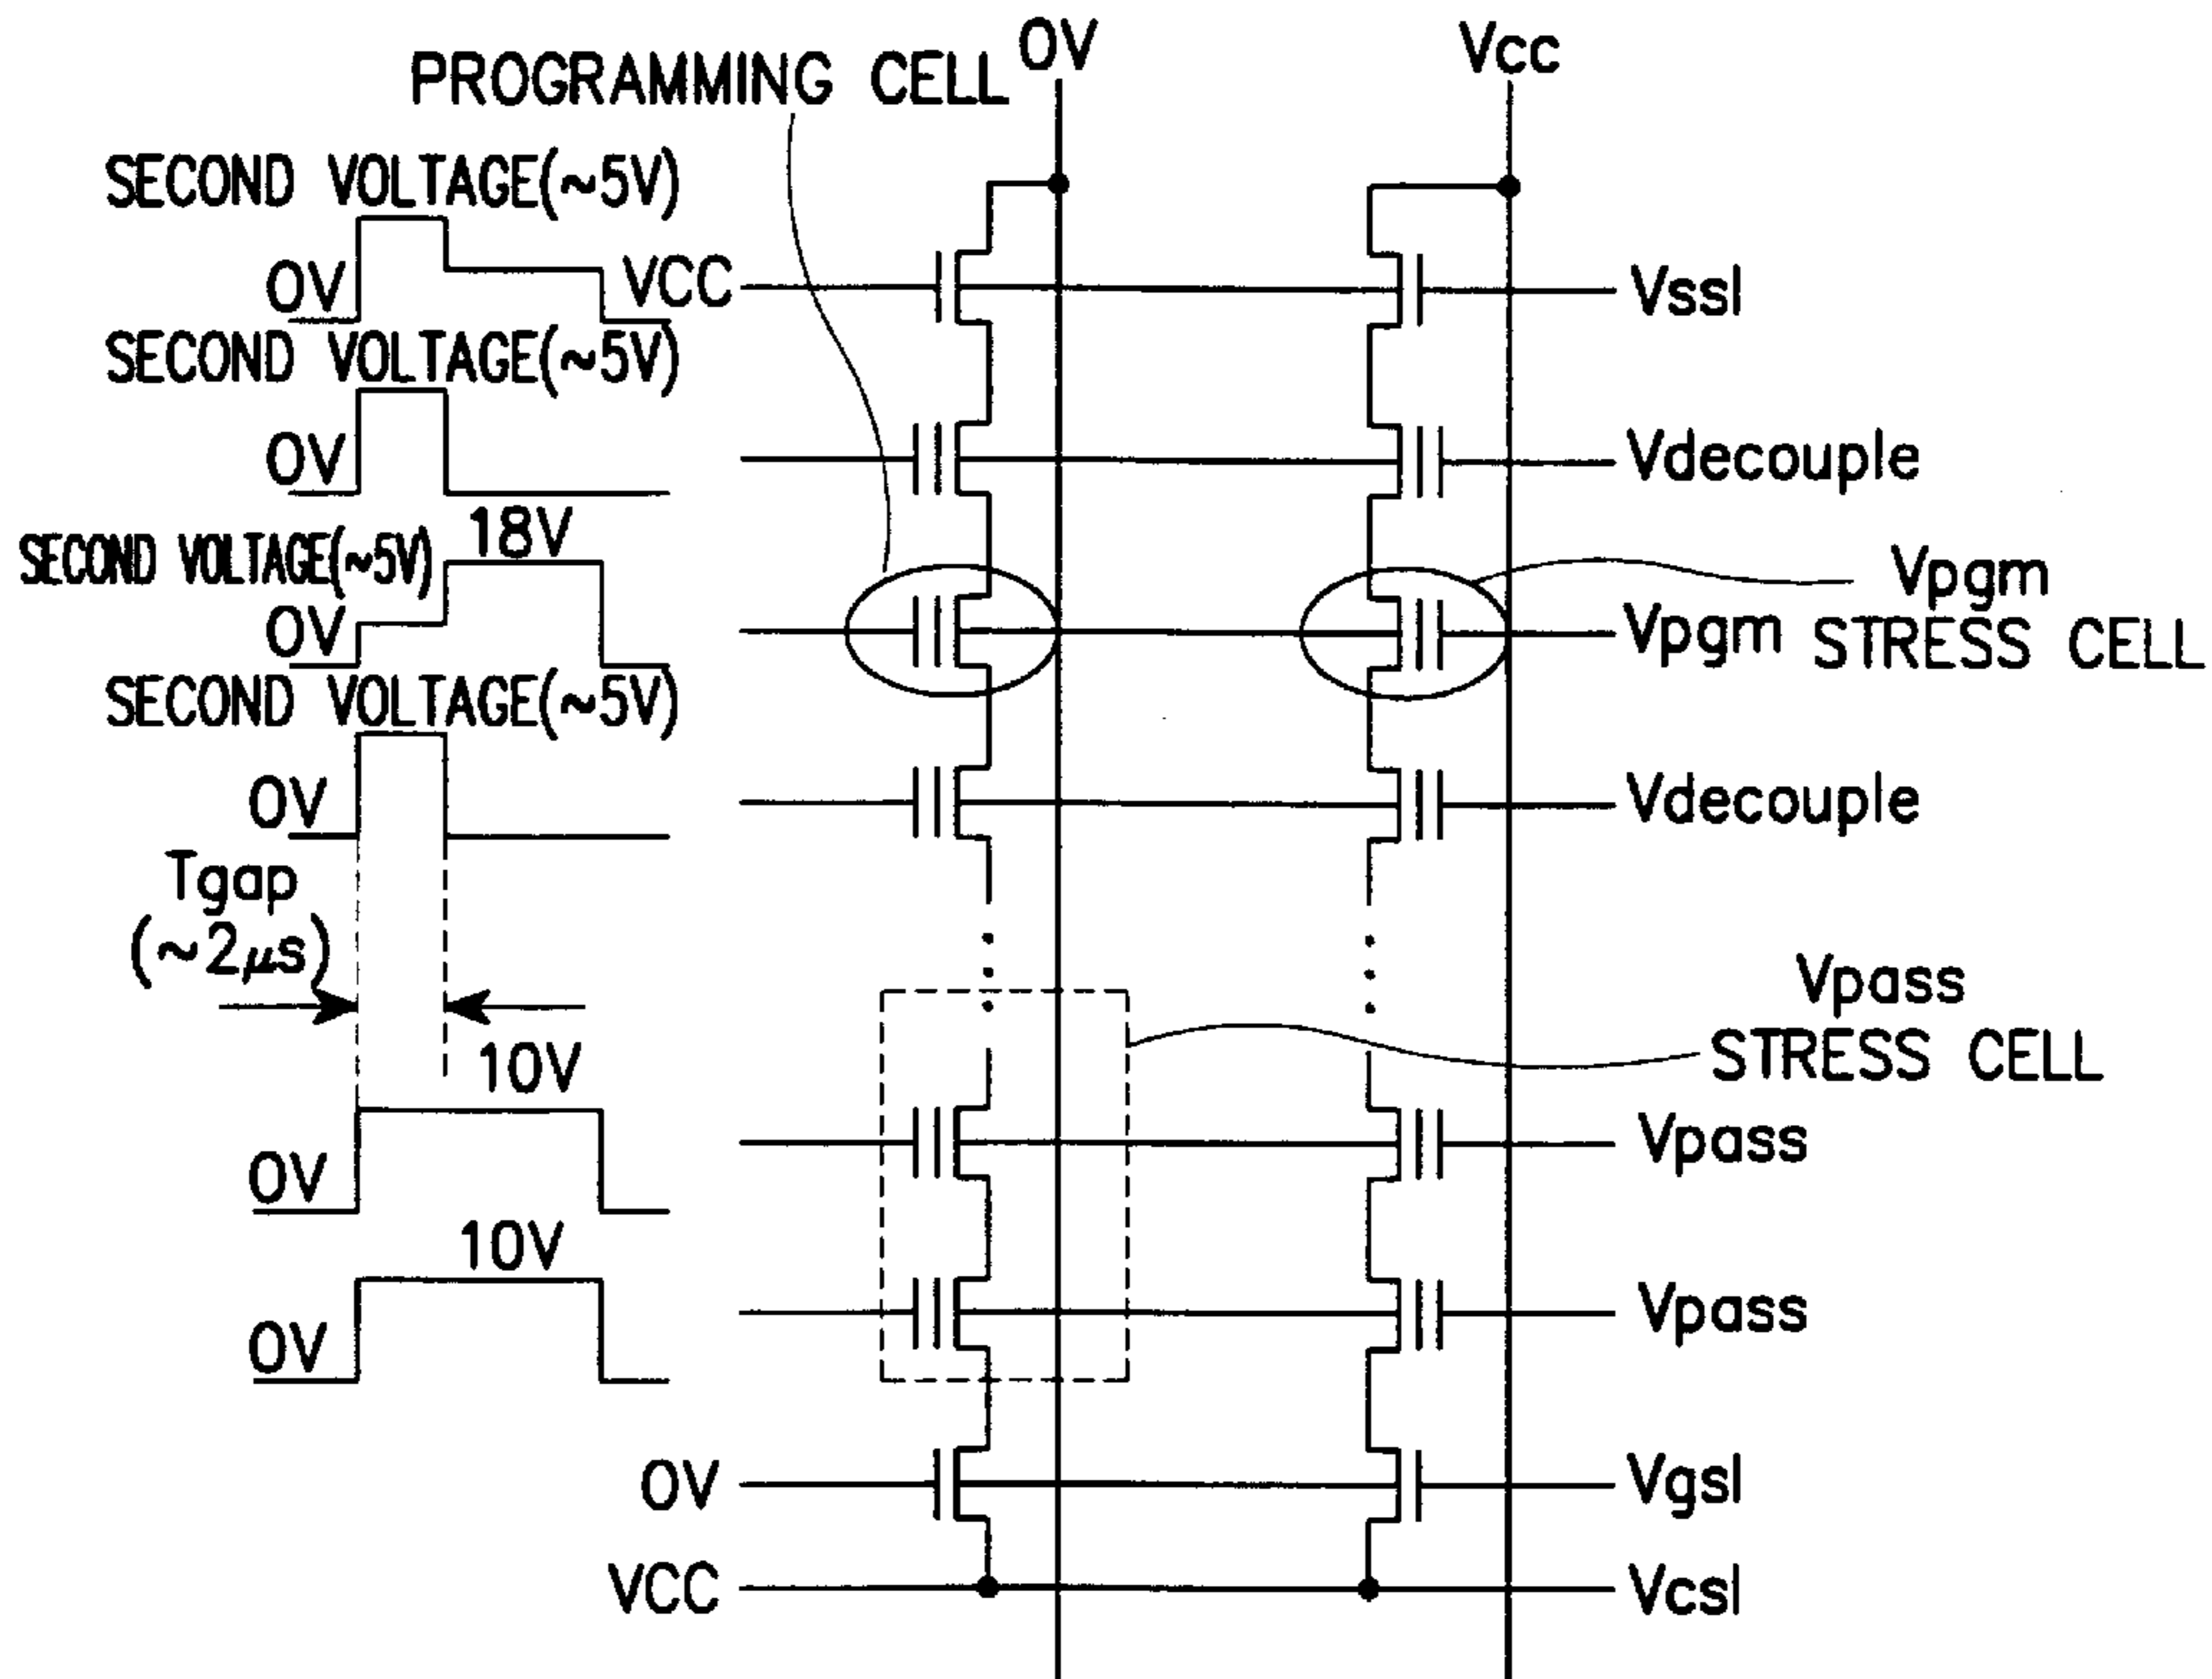 0V
Vcc
PROGRAMMING CELL
SECOND VOLTAGE(~5V)
0V
VCC
Vssl
SECOND VOLTAGE(~5V)
0V
Vdecouple
18V
SECOND VOLTAGE(~5V)
0V
Vpgm
Vpgm
STRESS CELL
SECOND VOLTAGE(~5V)
0V
Vdecouple
Tgap
(~2μs)
Vpass
STRESS CELL
10V
0V
Vpass
10V
0V
Vpass
0V
Vgsl
VCC
Vcsl